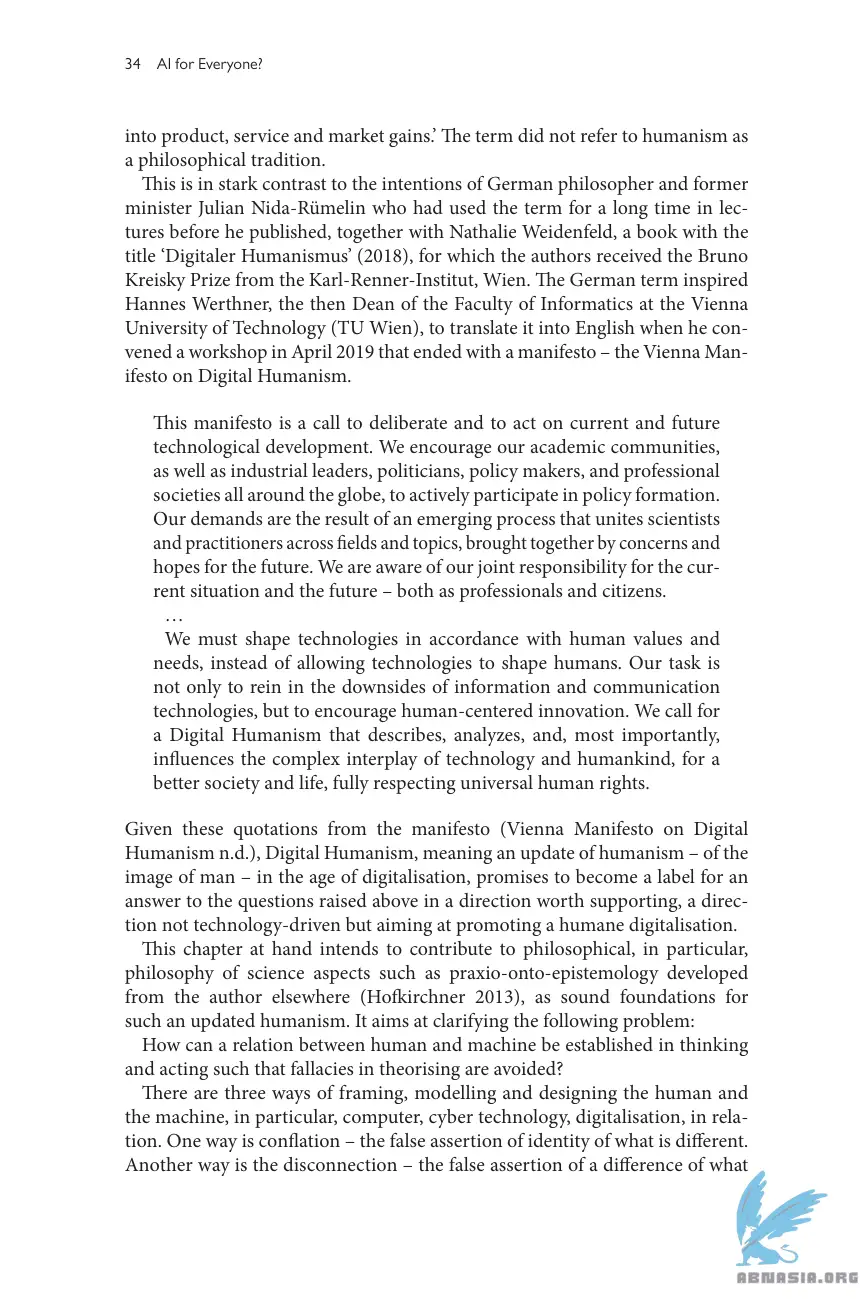 34 AI for Everyone?
into product, service and market gains.’ The term did not refer to humanism as
a philosophical tradition.
This is in stark contrast to the intentions of German philosopher and former
minister Julian Nida-Rümelin who had used the term for a long time in lec-
tures before he published, together with Nathalie Weidenfeld, a book with the
title ‘Digitaler Humanismus’ (2018), for which the authors received the Bruno
Kreisky Prize from the Karl-Renner-Institut, Wien. The German term inspired
Hannes Werthner, the then Dean of the Faculty of Informatics at the Vienna
University of Technology (TU Wien), to translate it into English when he con-
vened a workshop in April 2019 that ended with a manifesto – the Vienna Man-
ifesto on Digital Humanism.
This manifesto is a call to deliberate and to act on current and future
technological development. We encourage our academic communities,
as well as industrial leaders, politicians, policy makers, and professional
societies all around the globe, to actively participate in policy formation.
Our demands are the result of an emerging process that unites scientists
and practitioners across fields and topics, brought together by concerns and
hopes for the future. We are aware of our joint responsibility for the cur-
rent situation and the future – both as professionals and citizens.
…
We must shape technologies in accordance with human values and
needs, instead of allowing technologies to shape humans. Our task is
not only to rein in the downsides of information and communication
technologies, but to encourage human-centered innovation. We call for
a Digital Humanism that describes, analyzes, and, most importantly,
influences the complex interplay of technology and humankind, for a
better society and life, fully respecting universal human rights.
Given these quotations from the manifesto (Vienna Manifesto on Digital
Humanism n.d.), Digital Humanism, meaning an update of humanism – of the
image of man – in the age of digitalisation, promises to become a label for an
answer to the questions raised above in a direction worth supporting, a direc-
tion not technology-driven but aiming at promoting a humane digitalisation.
This chapter at hand intends to contribute to philosophical, in particular,
philosophy of science aspects such as praxio-onto-epistemology developed
from the author elsewhere (Hofkirchner 2013), as sound foundations for
such an updated humanism. It aims at clarifying the following problem:
How can a relation between human and machine be established in thinking
and acting such that fallacies in theorising are avoided?
There are three ways of framing, modelling and designing the human and
the machine, in particular, computer, cyber technology, digitalisation, in rela-
tion. One way is conflation – the false assertion of identity of what is different.
Another way is the disconnection – the false assertion of a difference of what
ABNASIA.ORG